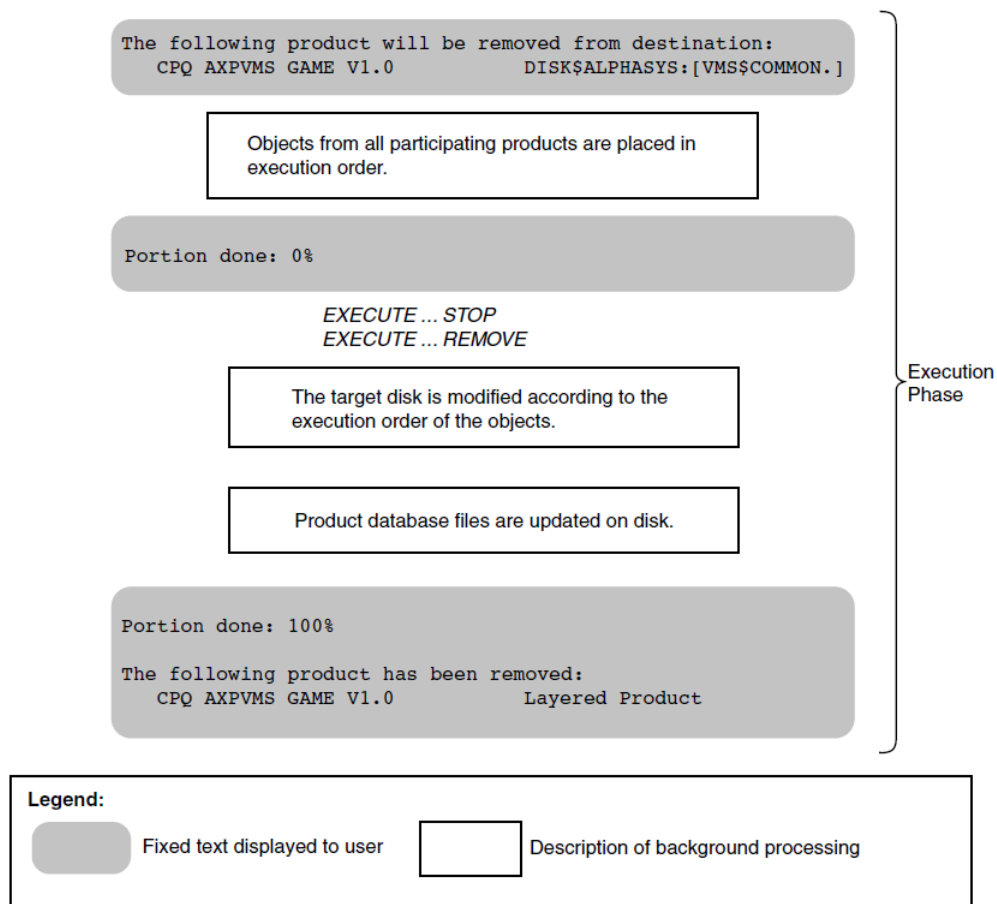 The following product will be removed from destination:
CPQ AXPVMS GAME V1.0 DISK$ALPHASYS:[VMS$COMMON.]
Objects from all participating products are placed in
execution order.
Portion done: 0%
EXECUTE ... STOP
EXECUTE ... REMOVE
The target disk is modified according to the
execution order of the objects.
Execution
Phase
Product database files are updated on disk.
Portion done: 100%
The following product has been removed:
CPQ AXPVMS GAME V1.0 Layered Product
Legend:
Fixed text displayed to user
Description of background processing